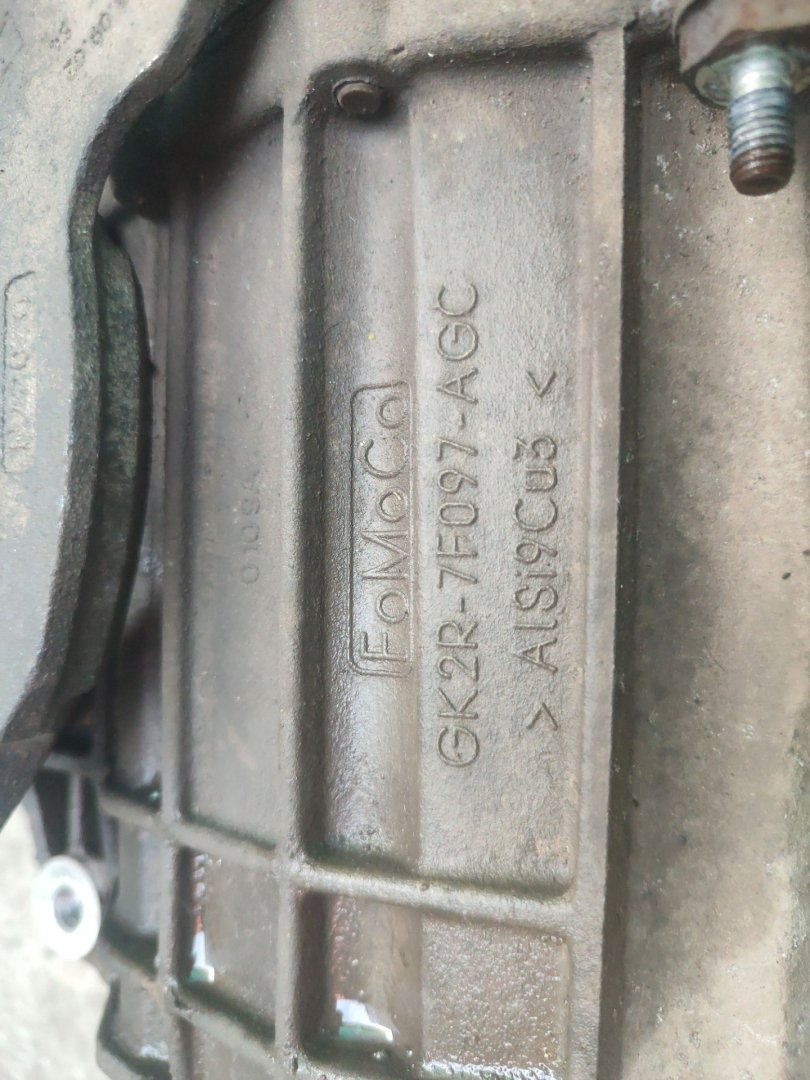 FoMoCo
GK2R-7F097-AGC
> AlSi9Cu3 <